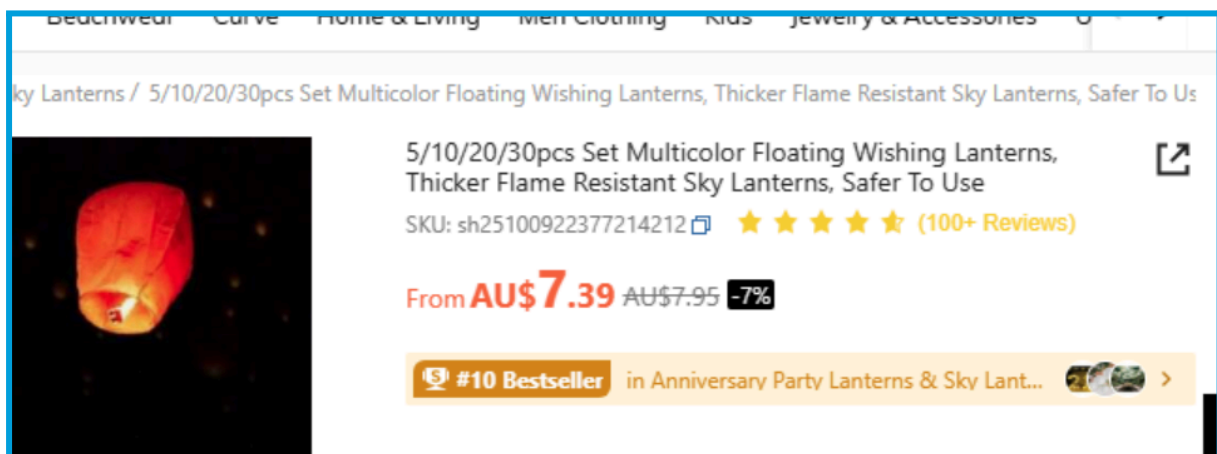 Beachwear Curve Home & Living Men Clothing Kids Jewelry & Accessories
ky Lanterns / 5/10/20/30pcs Set Multicolor Floating Wishing Lanterns, Thicker Flame Resistant Sky Lanterns, Safer To Us
5/10/20/30pcs Set Multicolor Floating Wishing Lanterns,
Thicker Flame Resistant Sky Lanterns, Safer To Use
SKU: sh25100922377214212 (100+ Reviews)
From AU$7.39 AU$7.95 -7%
#10 Bestseller in Anniversary Party Lanterns & Sky Lant... >